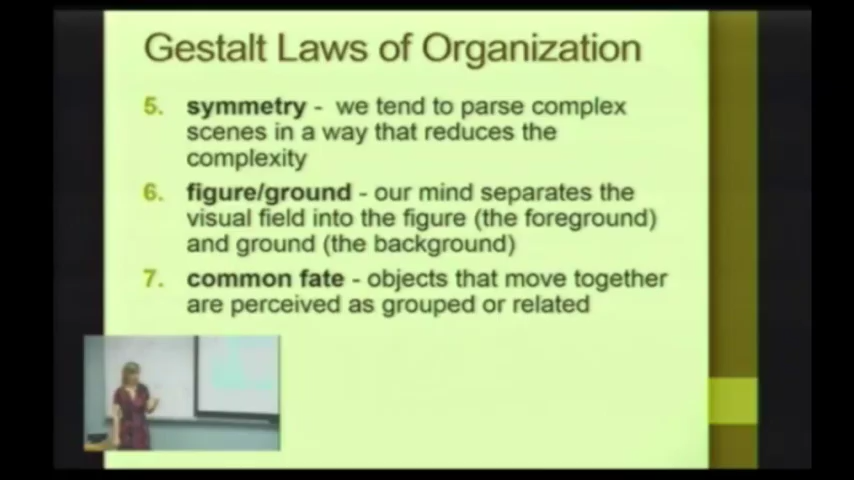 Gestalt Laws of Organization
5. symmetry - we tend to parse complex
scenes in a way that reduces the
complexity
6. figure/ground - our mind separates the
visual field into the figure (the foreground)
and ground (the background)
7. common fate - objects that move together
are perceived as grouped or related